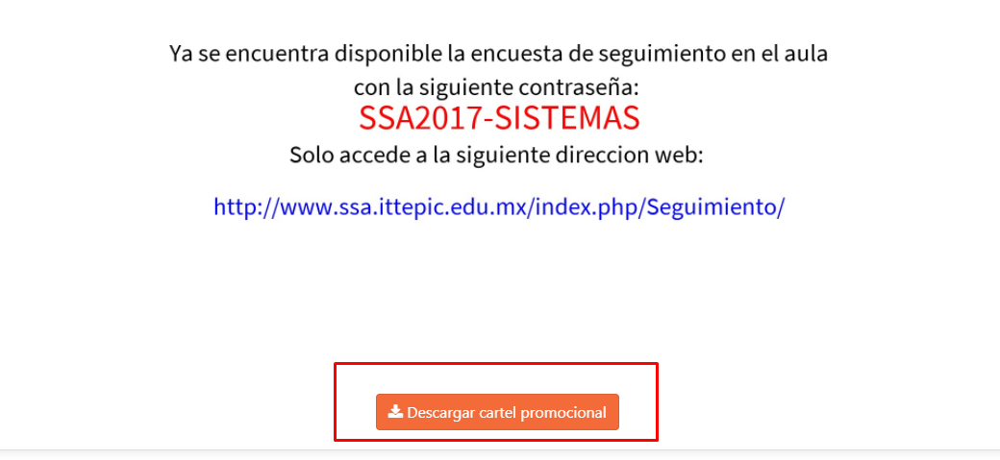 Ya se encuentra disponible la encuesta de seguimiento en el aula
con la siguiente contraseña:
SSA2017-SISTEMAS
Solo accede a la siguiente direccion web:
http://www.ssa.ittepic.edu.mx/index.php/Seguimiento/
Descargar cartel promocional